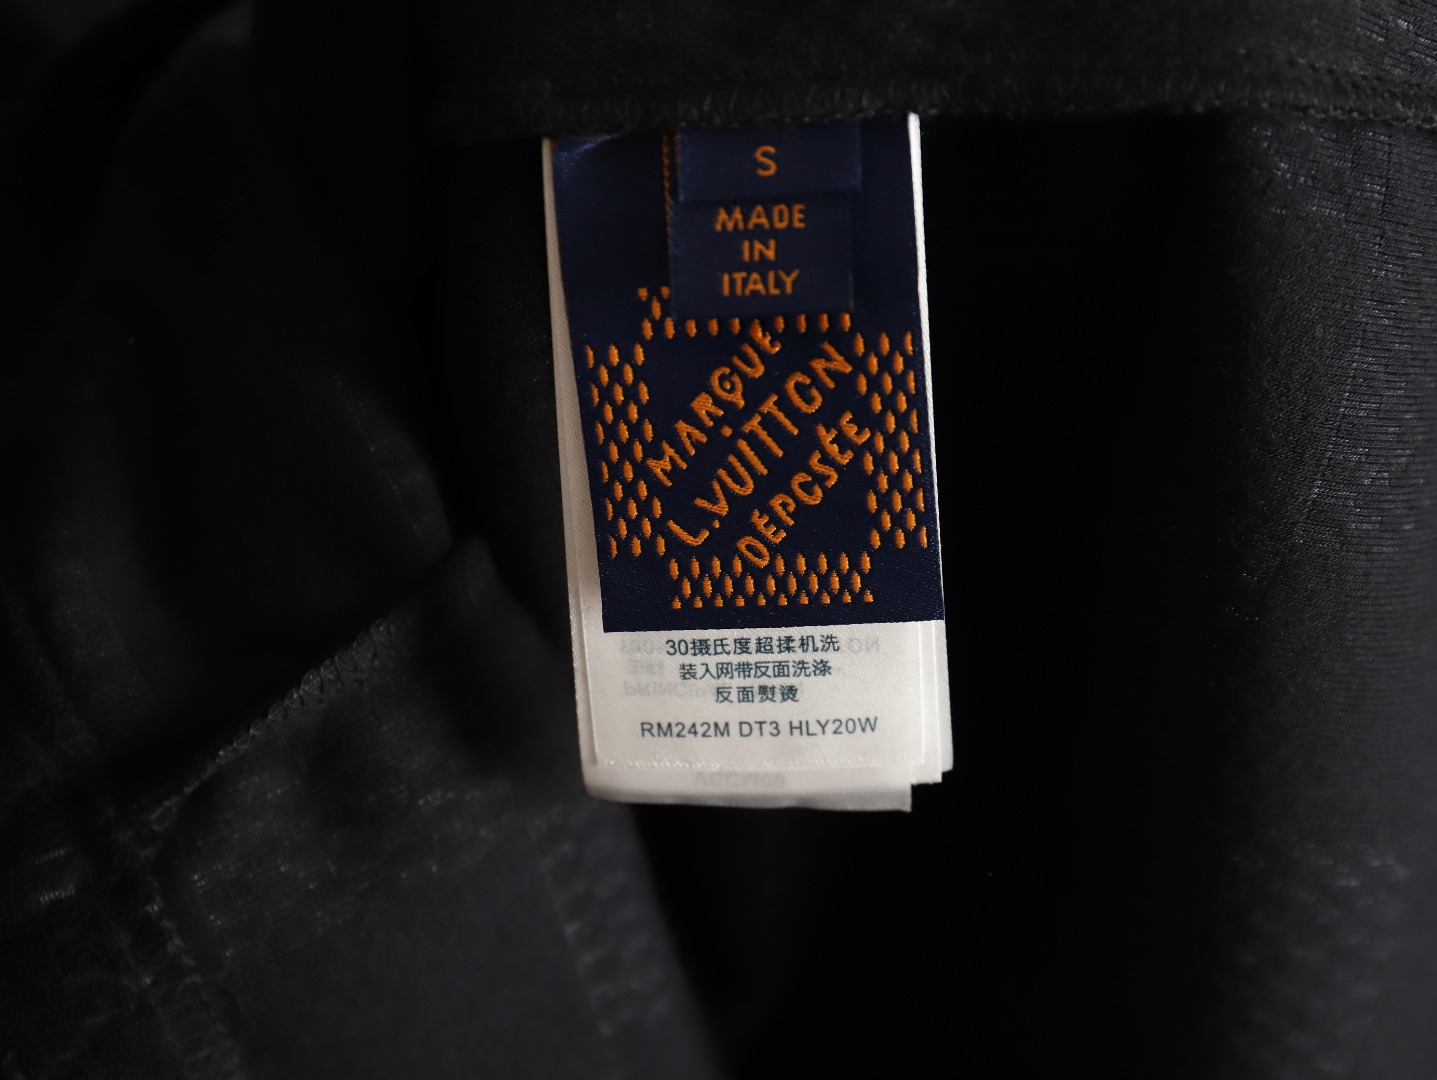 S
MADE
IN
ITALY
MARQUE
L.VUITTON
DÉPOSÉE
30摄氏度超揉机洗
装入网带反面洗涤
反面熨烫
RM242M DT3 HLY20W